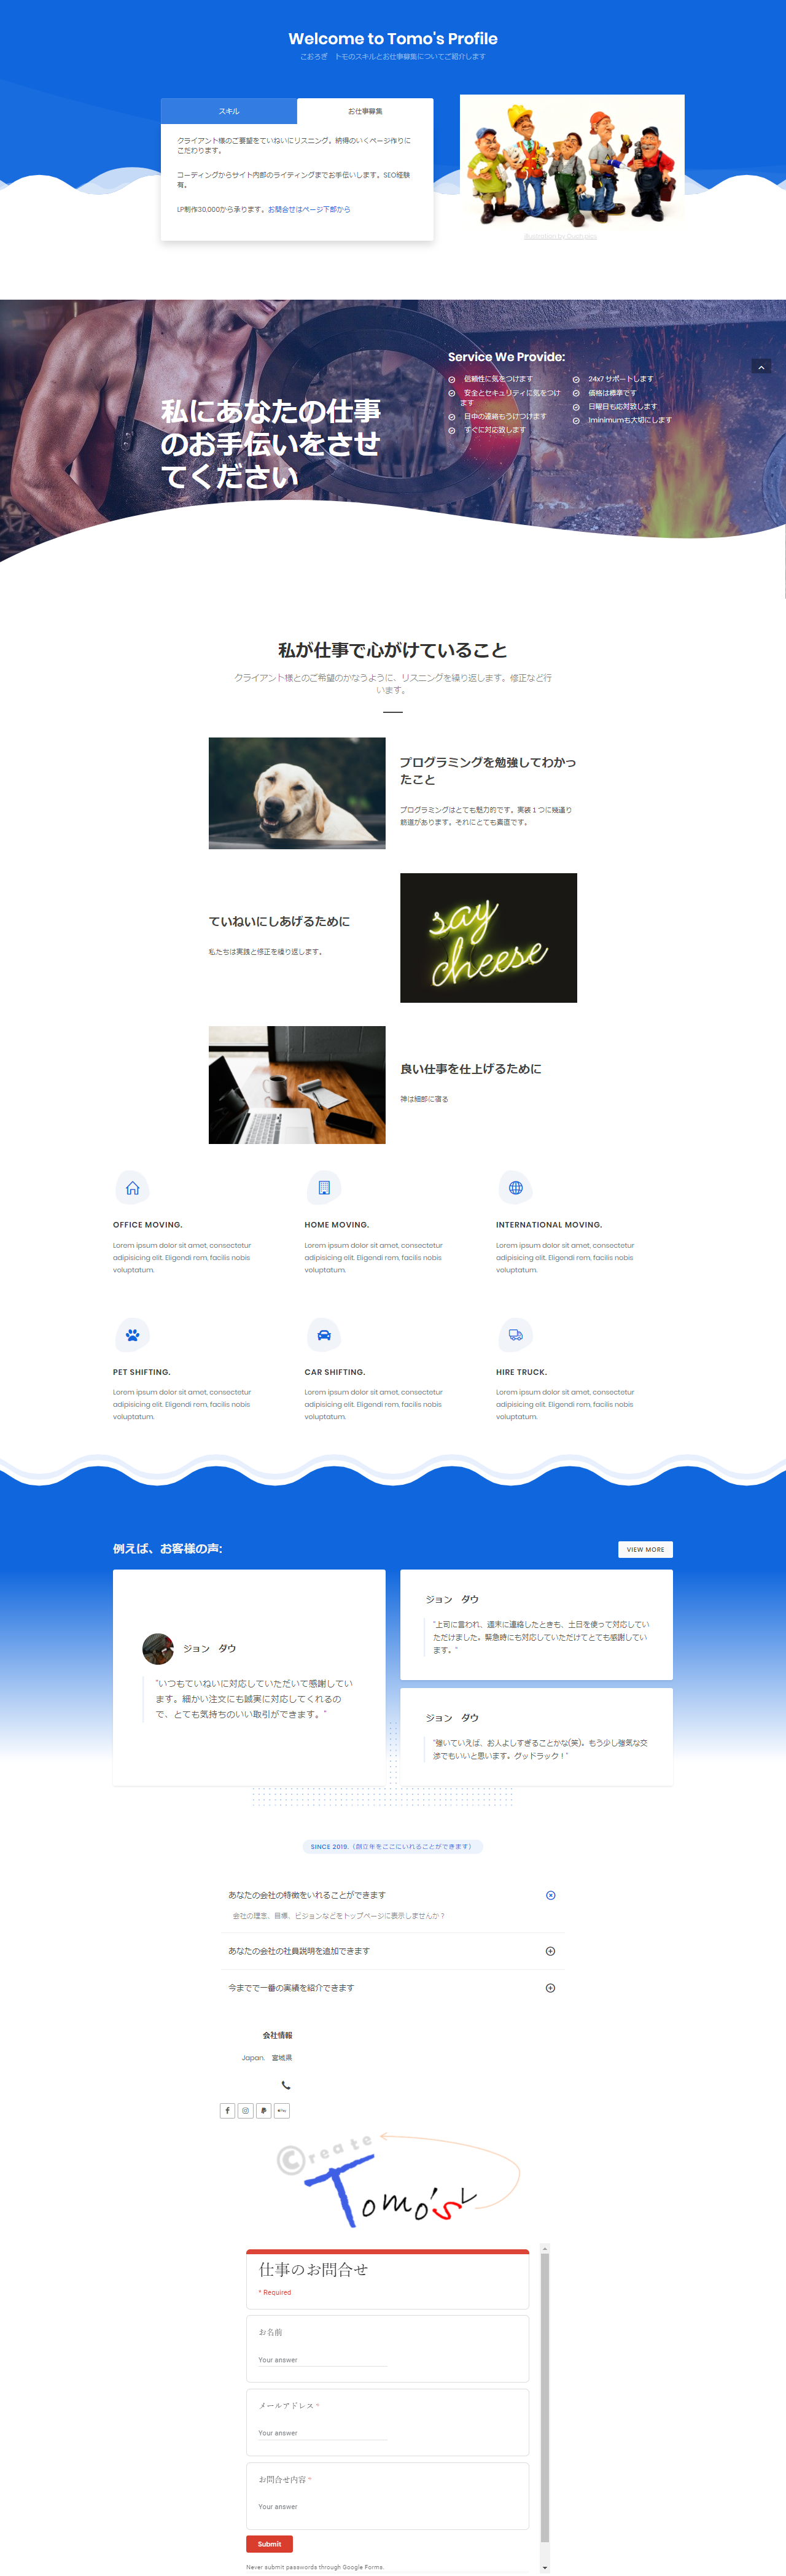 Welcome to Tomo's Profile
こおろぎ　トモのスキルとお仕事募集についてご紹介します
スキル
お仕事募集
クライアント様のご要望をていねいにリスニング。納得のいくページ作りに
こだわります。
コーディングからサイト内部のライティングまでお手伝いします。SEO経験
有。
LP制作30,000から承ります。お問合せはページ下部から
Illustration by Graphijane
私にあなたの仕事
のお手伝いをさせ
てください
Service We Provide:
信頼性に気をつけます
安全とセキュリティに気をつけ
ます
日中の連絡もうけつけます
すぐに対応致します
24x7 サポートします
価格は標準です
日曜日も応対致します
1minimumも大切にします
私が仕事で心がけていること
クライアント様とのご希望のかなうように、リスニングを繰り返します。修正など行
います。
プログラミングを勉強してわかっ
たこと
プログラミングはとても魅力的です。実装１つに幾通り
筋道があります。それにとても素直です。
ていねいにしあげるために
私たちは実践と修正を繰り返します。
say
cheese
良い仕事を仕上げるために
神は細部に宿る
OFFICE MOVING.
Lorem ipsum dolor sit amet, consectetur
adipisicing elit. Eligendi rem, facilis nobis
voluptatum.
HOME MOVING.
Lorem ipsum dolor sit amet, consectetur
adipisicing elit. Eligendi rem, facilis nobis
voluptatum.
INTERNATIONAL MOVING.
Lorem ipsum dolor sit amet, consectetur
adipisicing elit. Eligendi rem, facilis nobis
voluptatum.
PET SHIFTING.
Lorem ipsum dolor sit amet, consectetur
adipisicing elit. Eligendi rem, facilis nobis
voluptatum.
CAR SHIFTING.
Lorem ipsum dolor sit amet, consectetur
adipisicing elit. Eligendi rem, facilis nobis
voluptatum.
HIRE TRUCK.
Lorem ipsum dolor sit amet, consectetur
adipisicing elit. Eligendi rem, facilis nobis
voluptatum.
例えば、お客様の声:
VIEW MORE
ジョン　ダウ
"いつもていねいに対応していただいて感謝してい
ます。細かい注文にも誠実に対応してくれるの
で、とても気持ちのいい取引ができます。"
ジョン　ダウ
"上司に言われ、週末に連絡したときも、土日を使って対応してい
ただけました。緊急時にも対応していただけてとても感謝してい
ます。"
ジョン　ダウ
"強いていえば、お人よしすぎることかな(笑)。もう少し強気な交
渉でもいいと思います。グッドラック！"
SINCE 2019.（創立年をここにいれることができます）
あなたの会社の特徴をいれることができます
会社の理念、目標、ビジョンなどをトップページに表示しませんか？
あなたの会社の社員説明を追加できます
今までで一番の実績を紹介できます
会社情報
Japan.　宮城県
Create
Tomo's
仕事のお問合せ
* Required
お名前
Your answer
メールアドレス *
Your answer
お問合せ内容 *
Your answer
Submit
Never submit passwords through Google Forms.